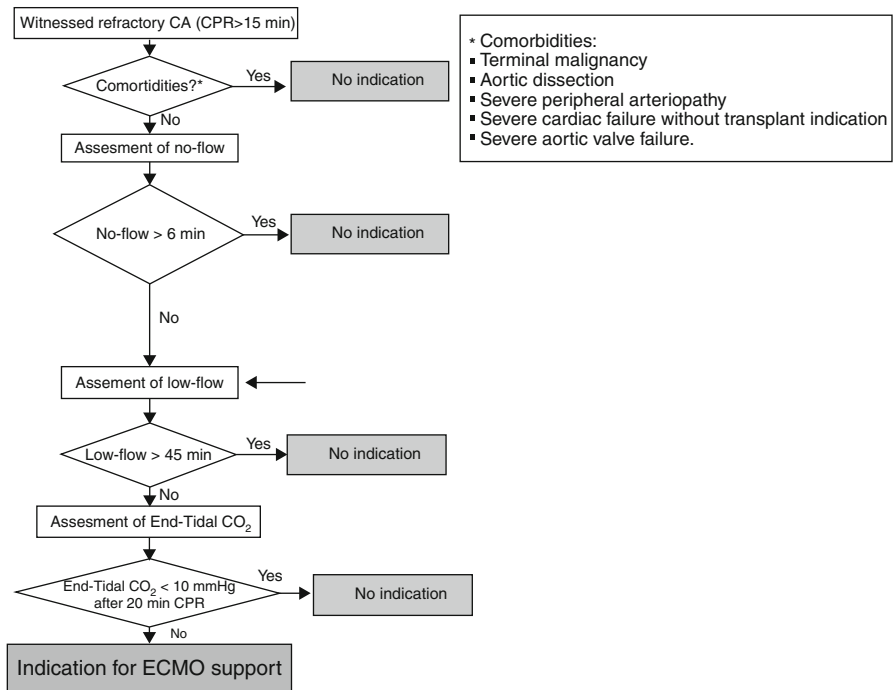 Witnessed refractory CA (CPR>15 min)
Comortidities?*
Yes
No indication
No
Assesment of no-flow
No-flow > 6 min
Yes
No indication
No
Assement of low-flow
Low-flow > 45 min
Yes
No indication
No
Assesment of End-Tidal CO₂
End-Tidal CO₂ < 10 mmHg
after 20 min CPR
Yes
No indication
No
Indication for ECMO support
* Comorbidities:
▪ Terminal malignancy
▪ Aortic dissection
▪ Severe peripheral arteriopathy
▪ Severe cardiac failure without transplant indication
▪ Severe aortic valve failure.